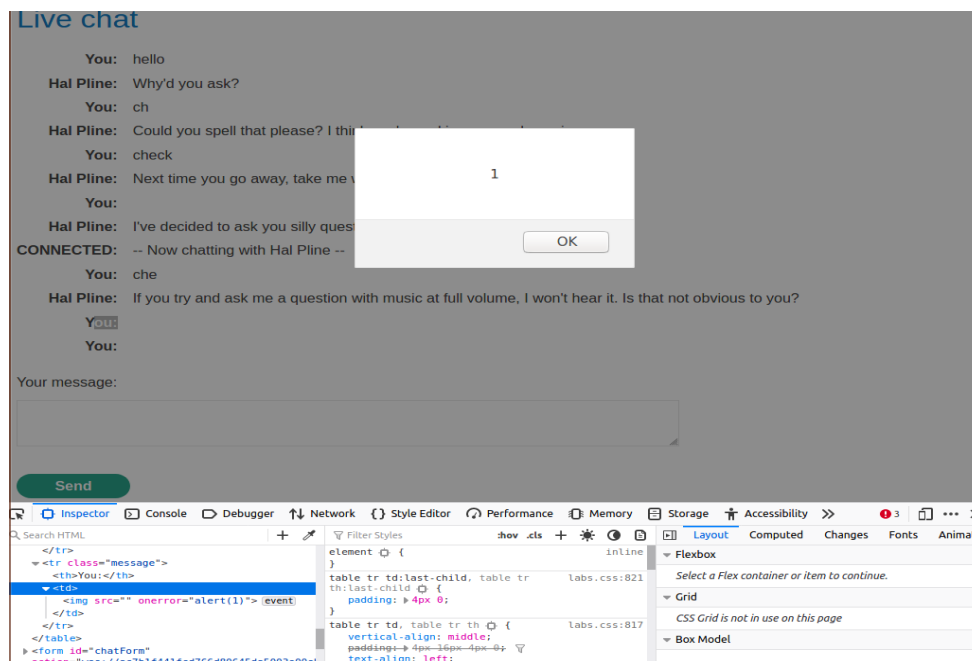 Live chat
You: hello
Hal Pline: Why'd you ask?
You: ch
Hal Pline: Could you spell that please? I
You: check
Hal Pline: Next time you go away, take me
You:
Hal Pline: I've decided to ask you silly
CONNECTED: -- Now chatting with Hal Pline --
You: che
Hal Pline: If you try and ask me a question with music at full volume, I won't hear it. Is that not obvious to you?
You:
You:
1
OK
Your message:
Send
Inspector Console Debugger Network {} Style Editor Performance Memory Storage Accessibility 3
Search HTML
</tr>
<tr class="message">
<th>You:</th>
<td>
<img src="" onerror="alert(1)"> event
</td>
</tr>
</table>
<form id="chatForm"
Filter Styles :hov .cls +
element { inline
}
table tr td:last-child, table tr labs.css:821
th:last-child {
padding: 4px 0;
}
table tr td, table tr th { labs.css:817
vertical-align: middle;
padding: 4px 16px 4px 0;
text-align: left;
Layout Computed Changes Fonts
Flexbox
Select a Flex container or item to continue.
Grid
CSS Grid is not in use on this page
Box Model